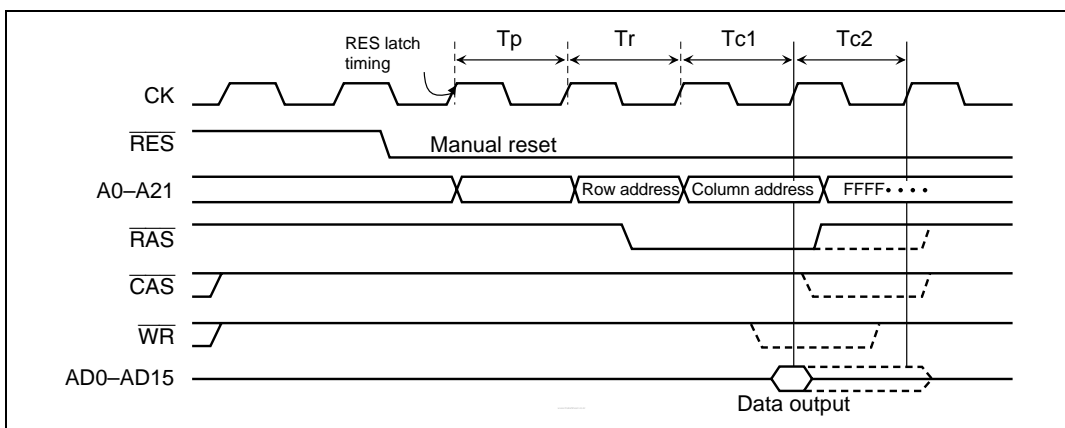 RES latch
timing
Tp
Tr
Tc1
Tc2
CK
RES
Manual reset
A0–A21
Row address
Column address
FFFF・・・・
RAS
CAS
WR
AD0–AD15
Data output